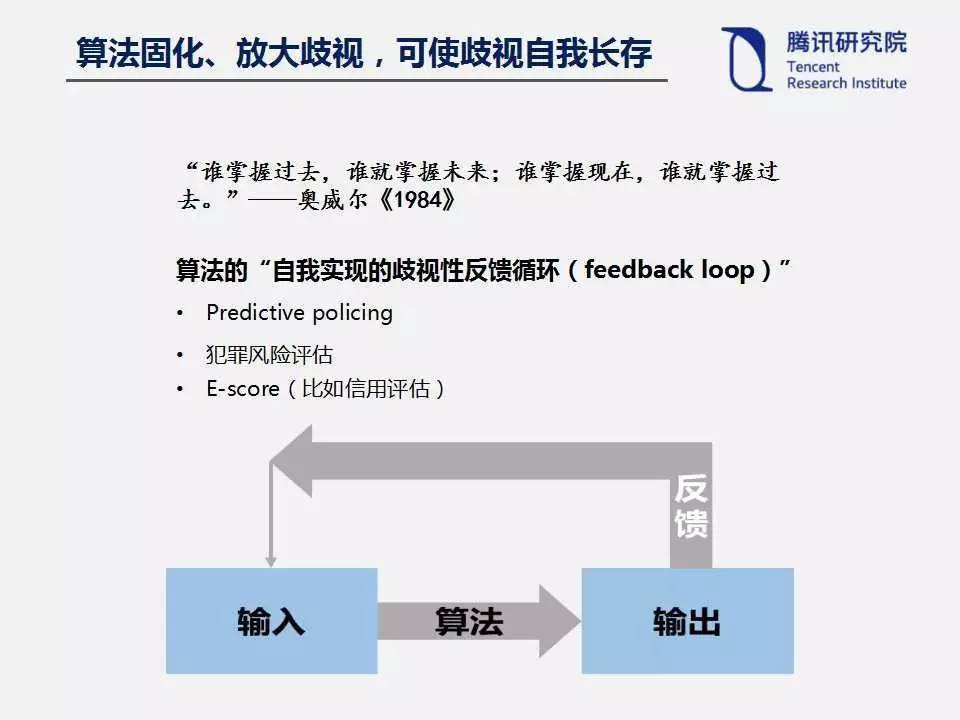 算法固化、放大歧视，可使歧视自我长存
腾讯研究院
Tencent
Research Institute
“谁掌握过去，谁就掌握未来；谁掌握现在，谁就掌握过
去。”——奥威尔《1984》
算法的“自我实现的歧视性反馈循环（feedback loop）”
• Predictive policing
• 犯罪风险评估
• E-score（比如信用评估）
反
馈
输入
算法
输出